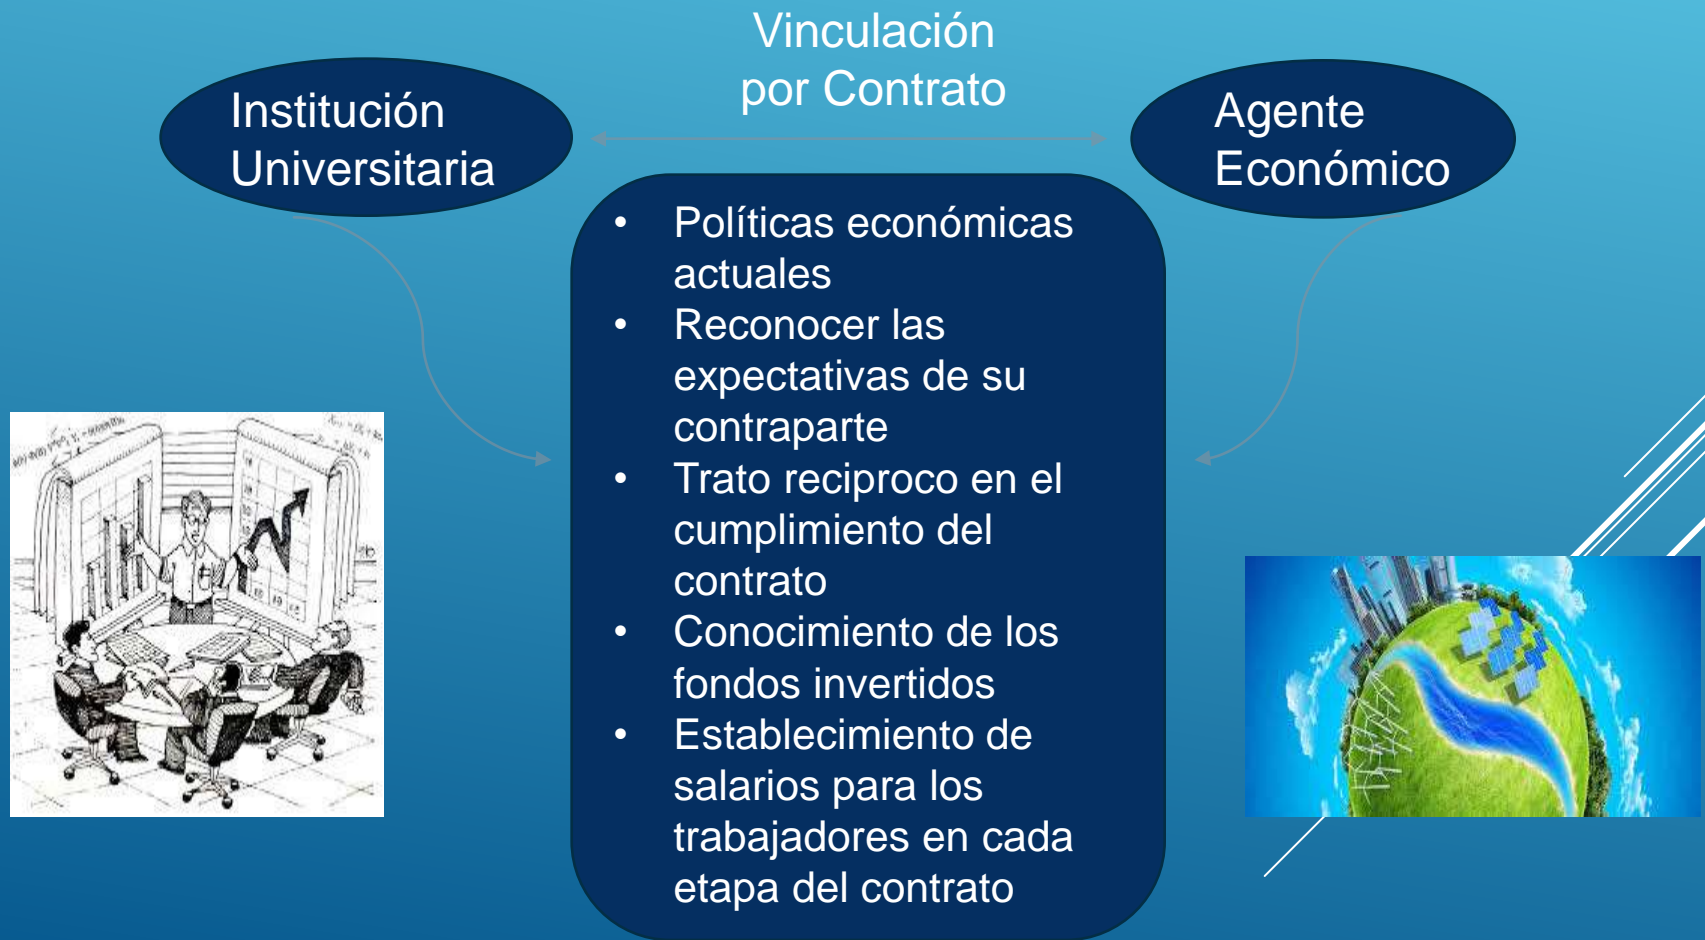 Vinculación
por Contrato
Institución
Universitaria
Agente
Económico
• Políticas económicas
actuales
• Reconocer las
expectativas de su
contraparte
• Trato reciproco en el
cumplimiento del
contrato
• Conocimiento de los
fondos invertidos
• Establecimiento de
salarios para los
trabajadores en cada
etapa del contrato